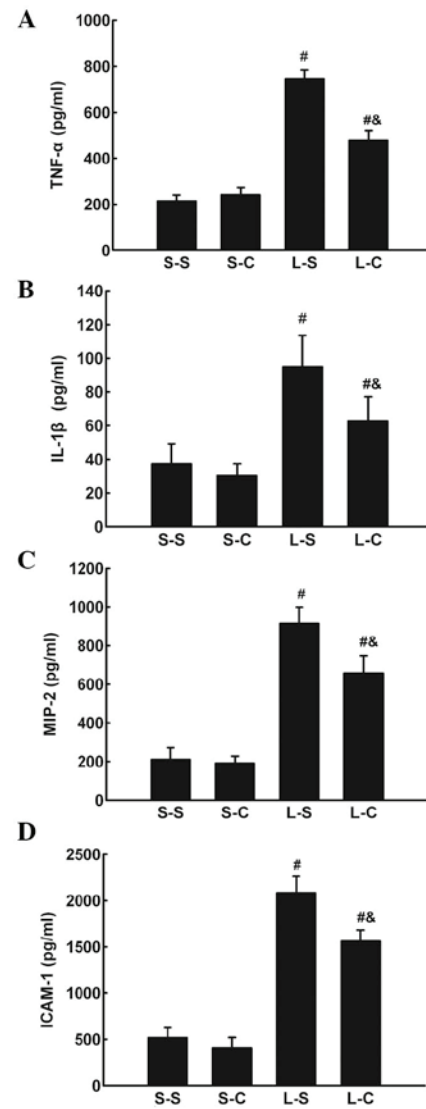 A
TNF-α (pg/ml)
1000
800
600
400
200
0
#
#&
S-S S-C L-S L-C
B
IL-1β (pg/ml)
140
120
100
80
60
40
20
0
#
#&
S-S S-C L-S L-C
C
MIP-2 (pg/ml)
1200
1000
800
600
400
200
0
#
#&
S-S S-C L-S L-C
D
ICAM-1 (pg/ml)
2500
2000
1500
1000
500
0
#
#&
S-S S-C L-S L-C